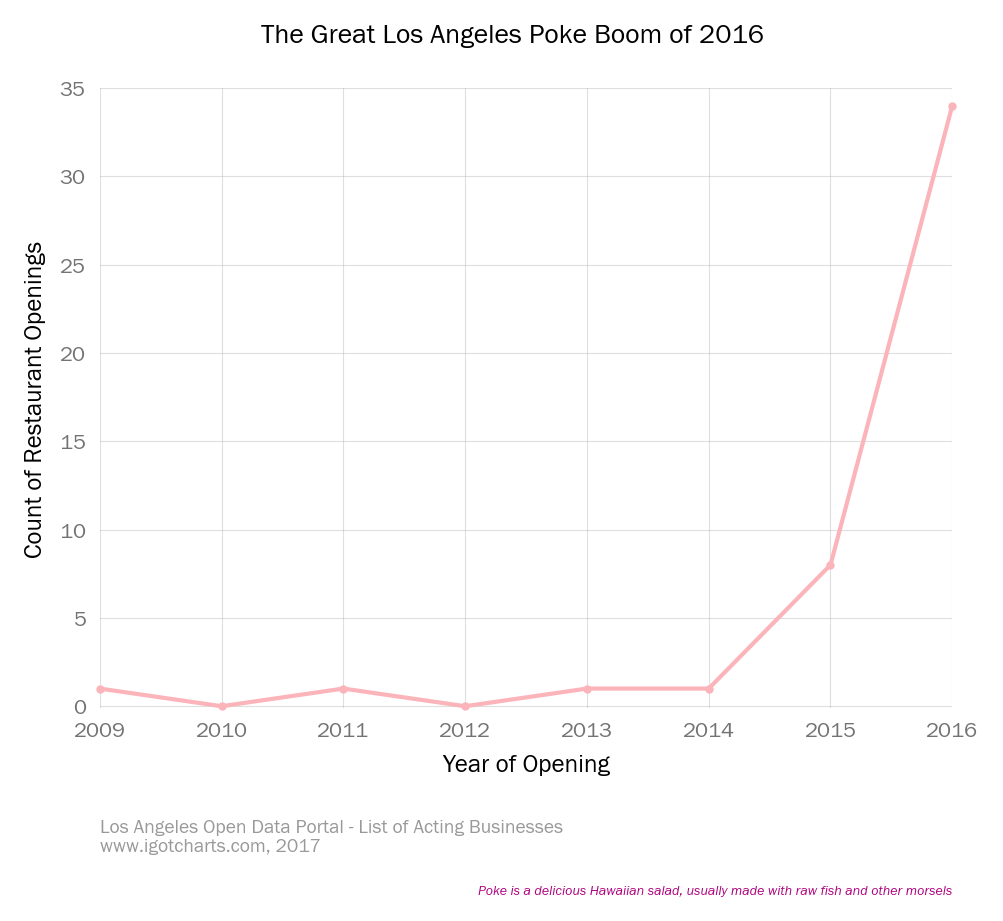 The Great Los Angeles Poke Boom of 2016
35
30
25
20
15
10
5
0
Count of Restaurant Openings
2009 2010 2011 2012 2013 2014 2015 2016
Year of Opening
Los Angeles Open Data Portal - List of Acting Businesses
www.igotcharts.com, 2017
Poke is a delicious Hawaiian salad, usually made with raw fish and other morsels